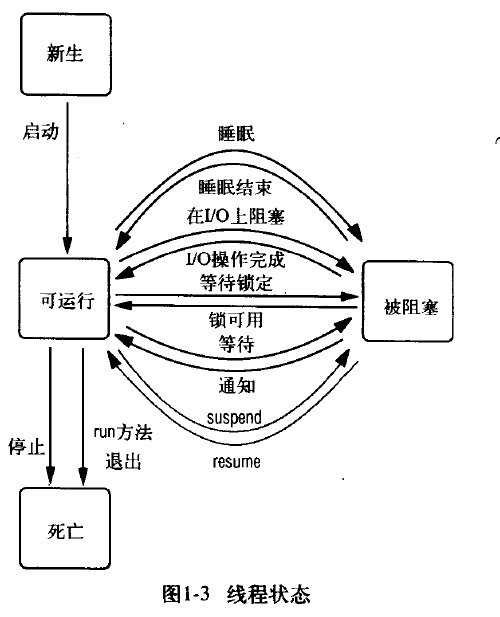 新生
启动
睡眠
睡眠结束
在I/O上阻塞
I/O操作完成
等待锁定
可运行
被阻塞
锁可用
等待
通知
suspend
resume
停止
run方法
退出
死亡
图1-3 线程状态